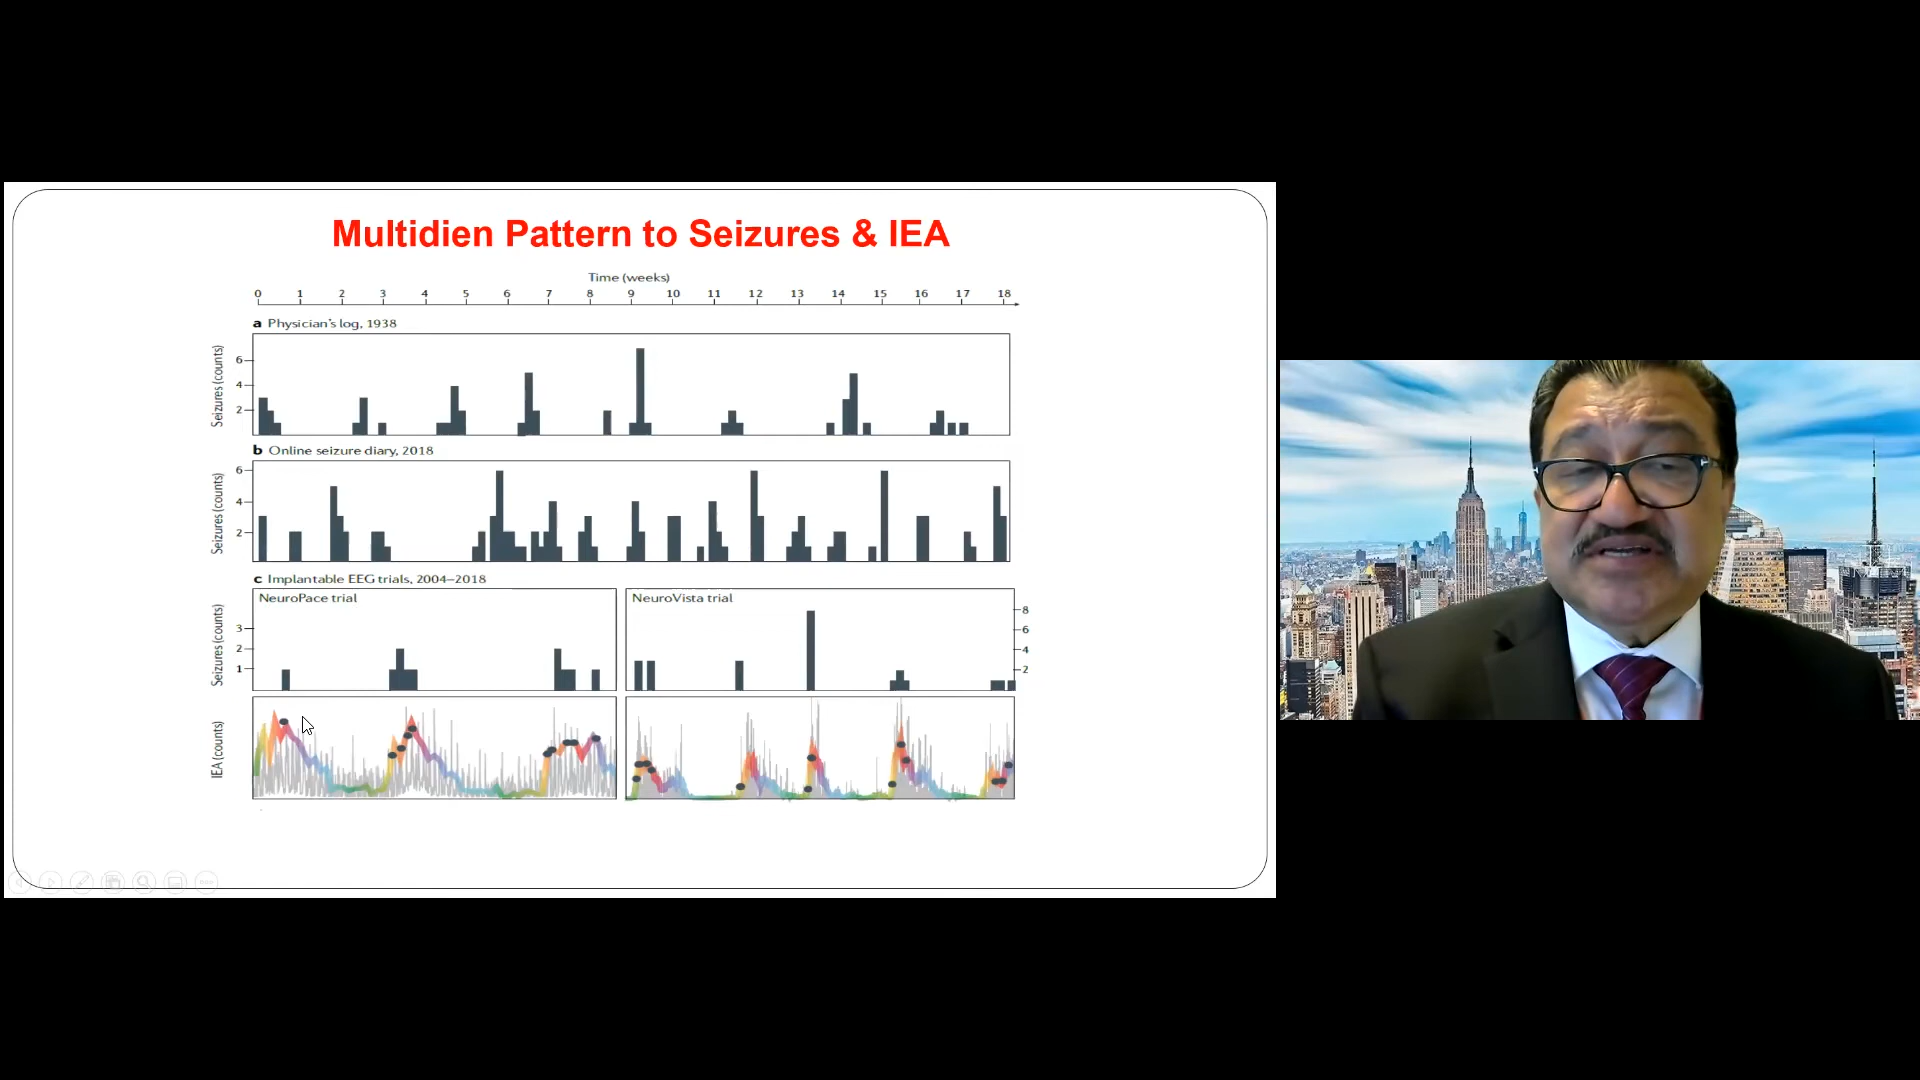 Multidien Pattern to Seizures & IEA
Time (weeks)
0 1 2 3 4 5 6 7 8 9 10 11 12 13 14 15 16 17 18
a Physician's log, 1938
Seizures (counts)
6
4
2
b Online seizure diary, 2018
Seizures (counts)
6
4
2
c Implantable EEG trials, 2004–2018
NeuroPace trial
Seizures (counts)
3
2
1
NeuroVista trial
8
6
4
2
IEA (counts)